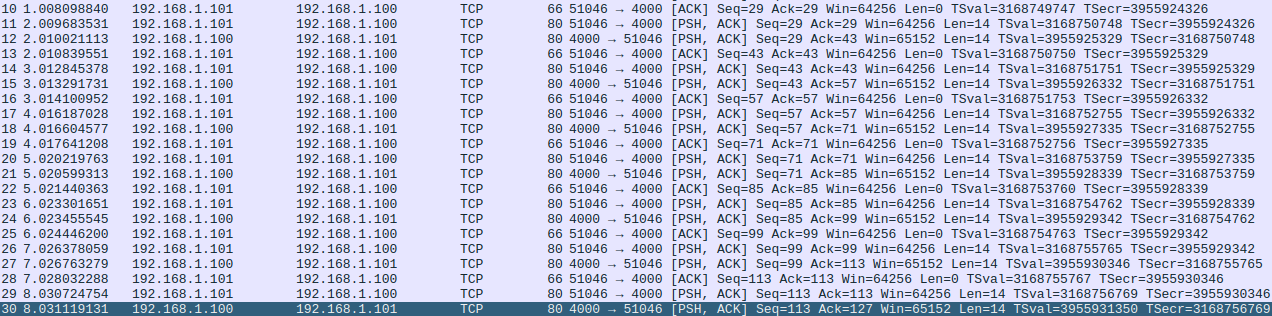 10 1.008098840 192.168.1.101 192.168.1.100 TCP 66 51046 → 4000 [ACK] Seq=29 Ack=29 Win=64256 Len=0 TSval=3168749747 TSecr=3955924326
11 2.009683531 192.168.1.101 192.168.1.100 TCP 80 51046 → 4000 [PSH, ACK] Seq=29 Ack=29 Win=64256 Len=14 TSval=3168750748 TSecr=3955924326
12 2.010021113 192.168.1.100 192.168.1.101 TCP 80 4000 → 51046 [PSH, ACK] Seq=29 Ack=43 Win=65152 Len=14 TSval=3955925329 TSecr=3168750748
13 2.010839551 192.168.1.101 192.168.1.100 TCP 66 51046 → 4000 [ACK] Seq=43 Ack=43 Win=64256 Len=0 TSval=3168750750 TSecr=3955925329
14 3.012845378 192.168.1.101 192.168.1.100 TCP 80 51046 → 4000 [PSH, ACK] Seq=43 Ack=43 Win=64256 Len=14 TSval=3168751751 TSecr=3955925329
15 3.013291731 192.168.1.100 192.168.1.101 TCP 80 4000 → 51046 [PSH, ACK] Seq=43 Ack=57 Win=65152 Len=14 TSval=3955926332 TSecr=3168751751
16 3.014100952 192.168.1.101 192.168.1.100 TCP 66 51046 → 4000 [ACK] Seq=57 Ack=57 Win=64256 Len=0 TSval=3168751753 TSecr=3955926332
17 4.016187028 192.168.1.101 192.168.1.100 TCP 80 51046 → 4000 [PSH, ACK] Seq=57 Ack=57 Win=64256 Len=14 TSval=3168752755 TSecr=3955926332
18 4.016604577 192.168.1.100 192.168.1.101 TCP 80 4000 → 51046 [PSH, ACK] Seq=57 Ack=71 Win=65152 Len=14 TSval=3955927335 TSecr=3168752755
19 4.017641208 192.168.1.101 192.168.1.100 TCP 66 51046 → 4000 [ACK] Seq=71 Ack=71 Win=64256 Len=0 TSval=3168752756 TSecr=3955927335
20 5.020219763 192.168.1.101 192.168.1.100 TCP 80 51046 → 4000 [PSH, ACK] Seq=71 Ack=71 Win=64256 Len=14 TSval=3168753759 TSecr=3955927335
21 5.020599313 192.168.1.100 192.168.1.101 TCP 80 4000 → 51046 [PSH, ACK] Seq=71 Ack=85 Win=65152 Len=14 TSval=3955928339 TSecr=3168753759
22 5.021440363 192.168.1.101 192.168.1.100 TCP 66 51046 → 4000 [ACK] Seq=85 Ack=85 Win=64256 Len=0 TSval=3168753760 TSecr=3955928339
23 6.023301651 192.168.1.101 192.168.1.100 TCP 80 51046 → 4000 [PSH, ACK] Seq=85 Ack=85 Win=64256 Len=14 TSval=3168754762 TSecr=3955928339
24 6.023455545 192.168.1.100 192.168.1.101 TCP 80 4000 → 51046 [PSH, ACK] Seq=85 Ack=99 Win=65152 Len=14 TSval=3955929342 TSecr=3168754762
25 6.024446200 192.168.1.101 192.168.1.100 TCP 66 51046 → 4000 [ACK] Seq=99 Ack=99 Win=64256 Len=0 TSval=3168754763 TSecr=3955929342
26 7.026378059 192.168.1.101 192.168.1.100 TCP 80 51046 → 4000 [PSH, ACK] Seq=99 Ack=99 Win=64256 Len=14 TSval=3168755765 TSecr=3955929342
27 7.026763279 192.168.1.100 192.168.1.101 TCP 80 4000 → 51046 [PSH, ACK] Seq=99 Ack=113 Win=65152 Len=14 TSval=3955930346 TSecr=3168755765
28 7.028032288 192.168.1.101 192.168.1.100 TCP 66 51046 → 4000 [ACK] Seq=113 Ack=113 Win=64256 Len=0 TSval=3168755767 TSecr=3955930346
29 8.030724754 192.168.1.101 192.168.1.100 TCP 80 51046 → 4000 [PSH, ACK] Seq=113 Ack=113 Win=64256 Len=14 TSval=3168756769 TSecr=3955930346
30 8.031119131 192.168.1.100 192.168.1.101 TCP 80 4000 → 51046 [PSH, ACK] Seq=113 Ack=127 Win=65152 Len=14 TSval=3955931350 TSecr=3168756769